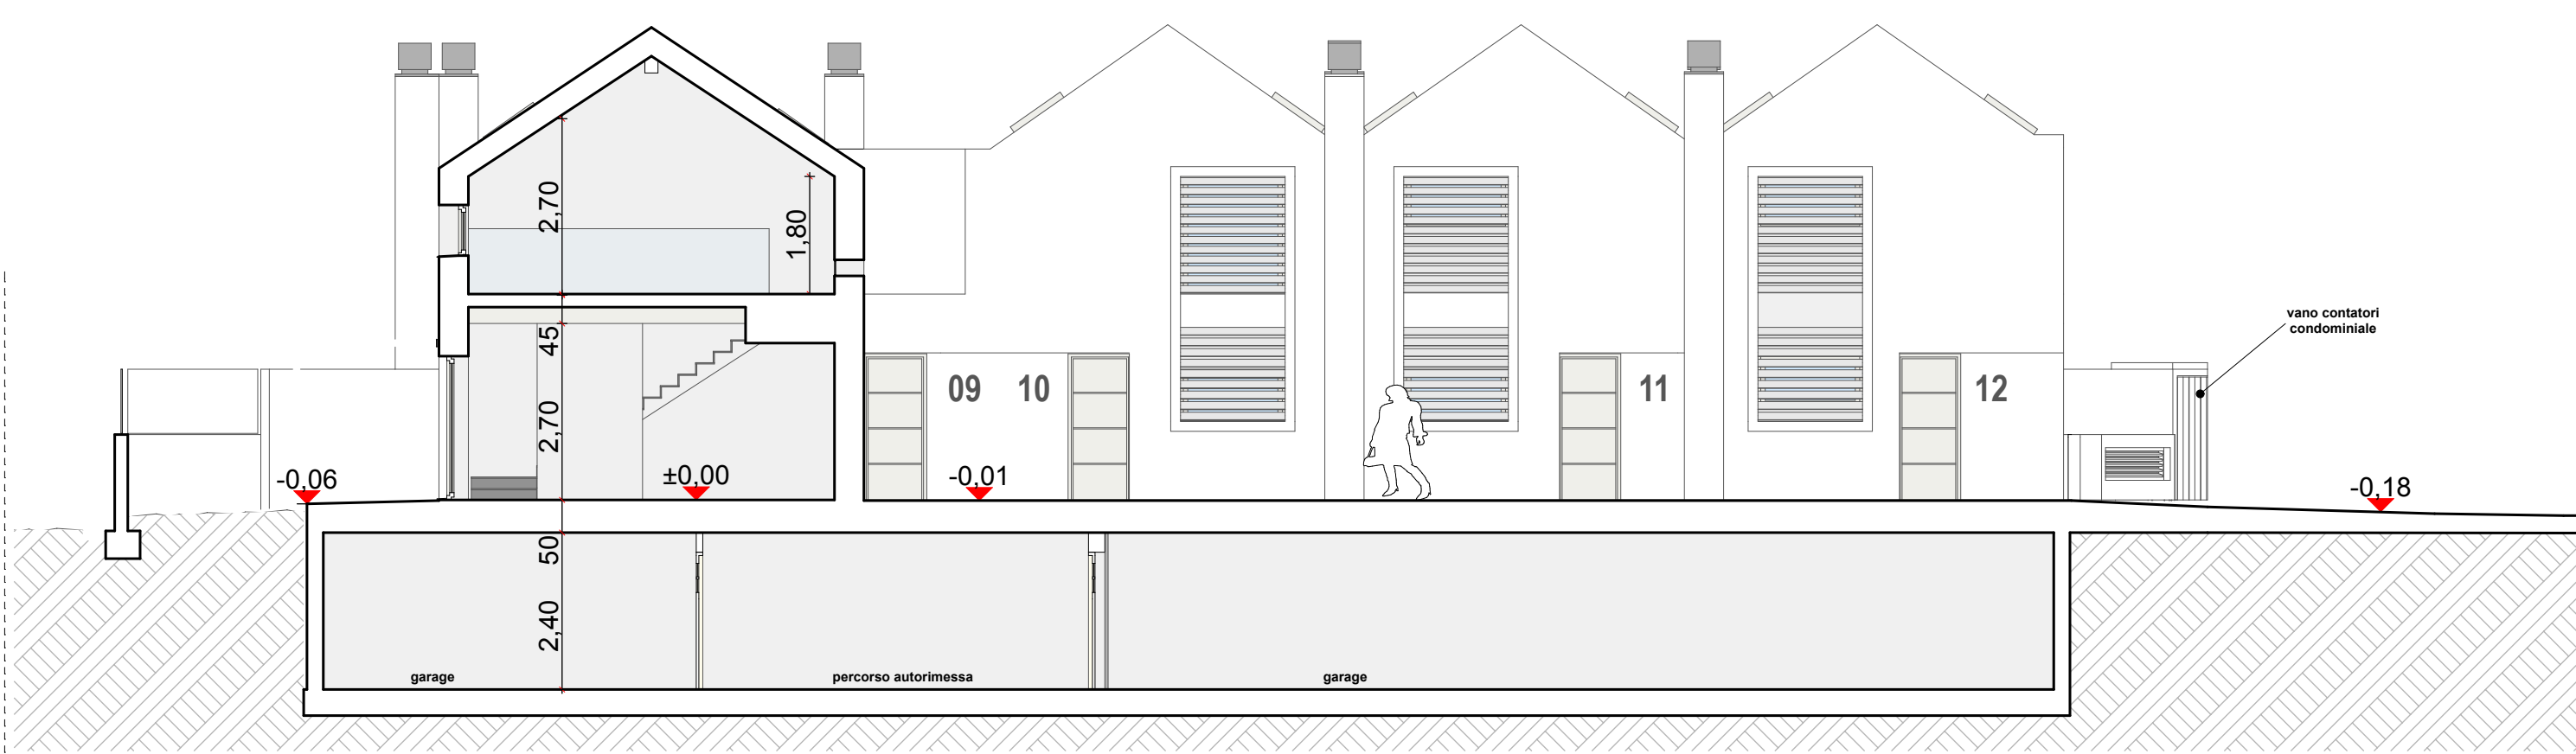 2,70
1,80
vano contatori
condominiale
45
09
10
11
12
2,70
-0,06
±0,00
-0,01
-0,18
50
2,40
garage
percorso autorimessa
garage